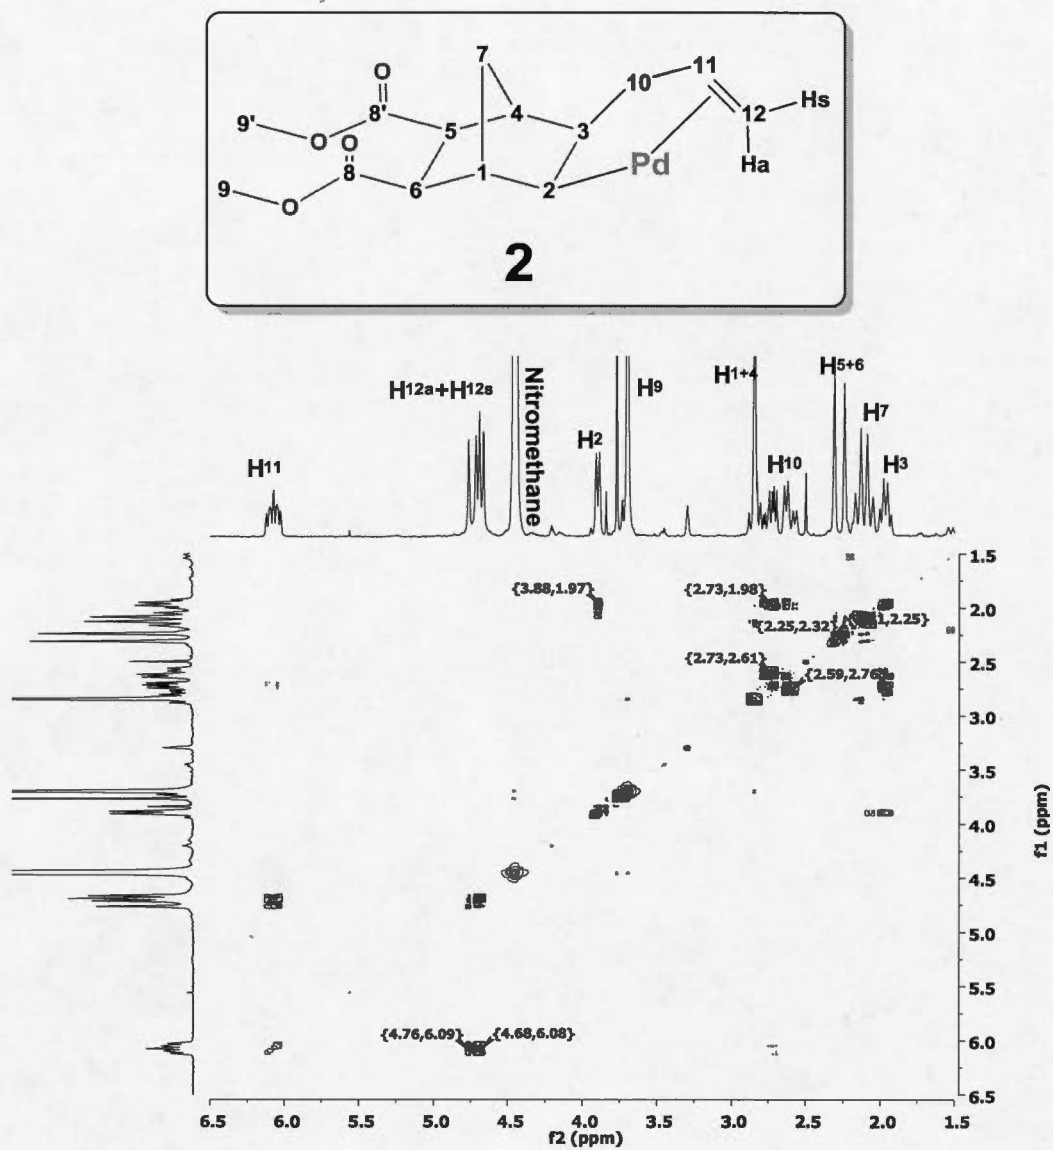 7
O
11
10
8'
4
12
Hs
9'
O
5
3
O
8
1
Pd
Ha
9
6
2
O
2
H12a+H12s
Nitromethane
H9
H1+4
H5+6
H7
H2
H10
H3
H11
1.5
{3.88,1.97}
{2.73,1.98}
2.0
{2.25,2.32}
1,2.25}
{2.73,2.61}
2.5
{2.59,2.76}
3.0
3.5
4.0
f1 (ppm)
4.5
5.0
5.5
{4.76,6.09}
{4.68,6.08}
6.0
6.5
6.5 6.0 5.5 5.0 4.5 4.0 3.5 3.0 2.5 2.0 1.5
f2 (ppm)